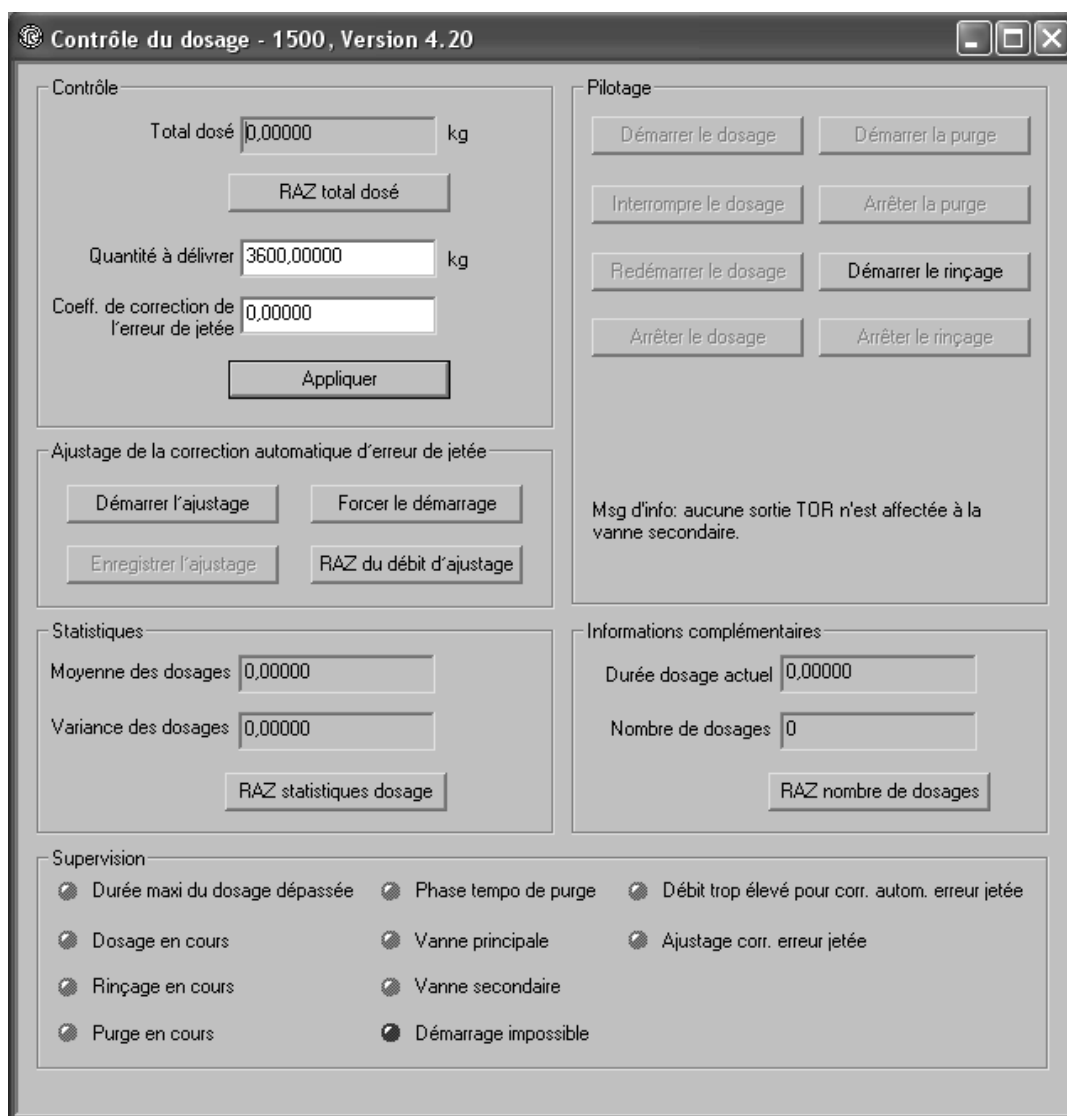 Contrôle du dosage - 1500, Version 4.20
Contrôle
Total dosé 0,00000 kg
RAZ total dosé
Quantité à délivrer 3600,00000 kg
Coeff. de correction de
l'erreur de jetée 0,00000
Appliquer
Pilotage
Démarrer le dosage Démarrer la purge
Interrompre le dosage Arrêter la purge
Redémarrer le dosage Démarrer le rinçage
Arrêter le dosage Arrêter le rinçage
Msg d'info: aucune sortie TOR n'est affectée à la
vanne secondaire.
Ajustage de la correction automatique d'erreur de jetée
Démarrer l'ajustage Forcer le démarrage
Enregistrer l'ajustage RAZ du débit d'ajustage
Statistiques
Moyenne des dosages 0,00000
Variance des dosages 0,00000
RAZ statistiques dosage
Informations complémentaires
Durée dosage actuel 0,00000
Nombre de dosages 0
RAZ nombre de dosages
Supervision
Durée maxi du dosage dépassée Phase tempo de purge Débit trop élevé pour corr. autom. erreur jetée
Dosage en cours Vanne principale Ajustage corr. erreur jetée
Rinçage en cours Vanne secondaire
Purge en cours Démarrage impossible